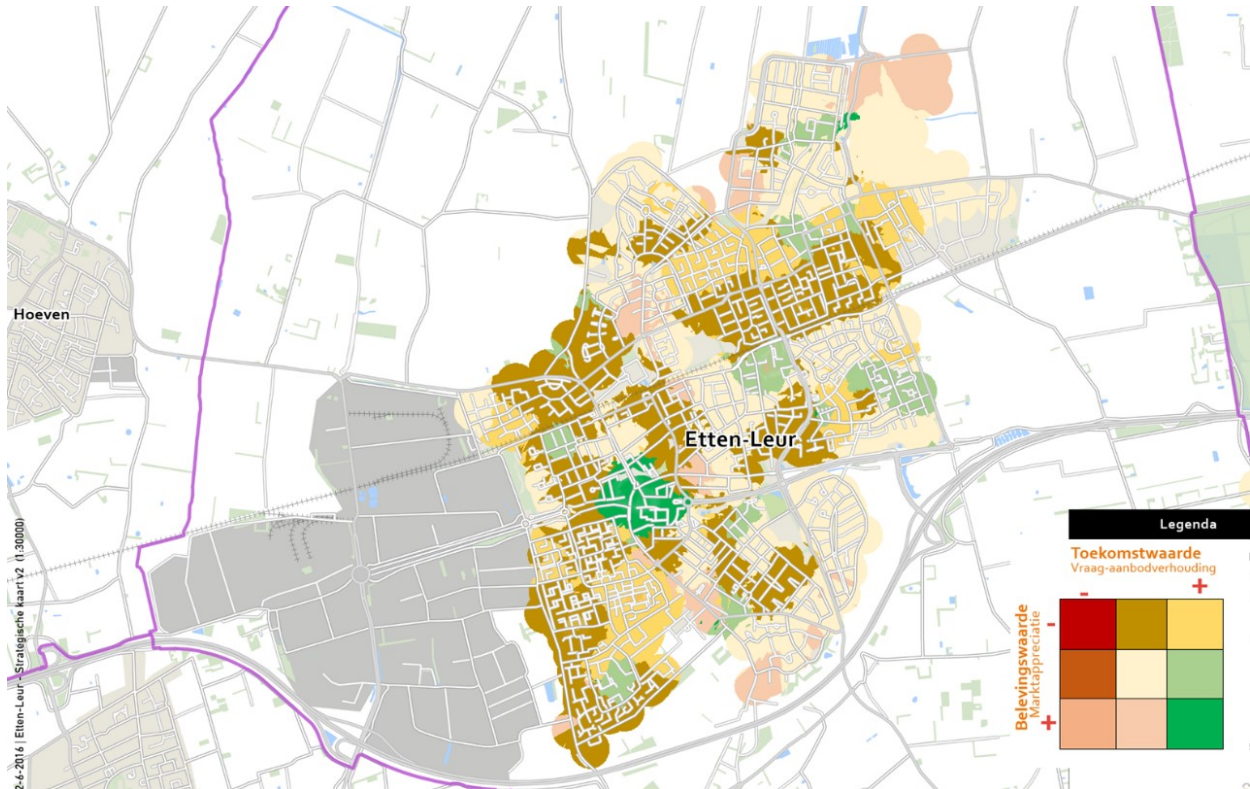 Hoeven
Etten-Leur
2-6-2016 | Etten-Leur - Strategische kaart v2 (1:30000)
Legenda
Toekomstwaarde
Vraag-aanbodverhouding
- +
Belevingswaarde
Marktappreciatie
-
+